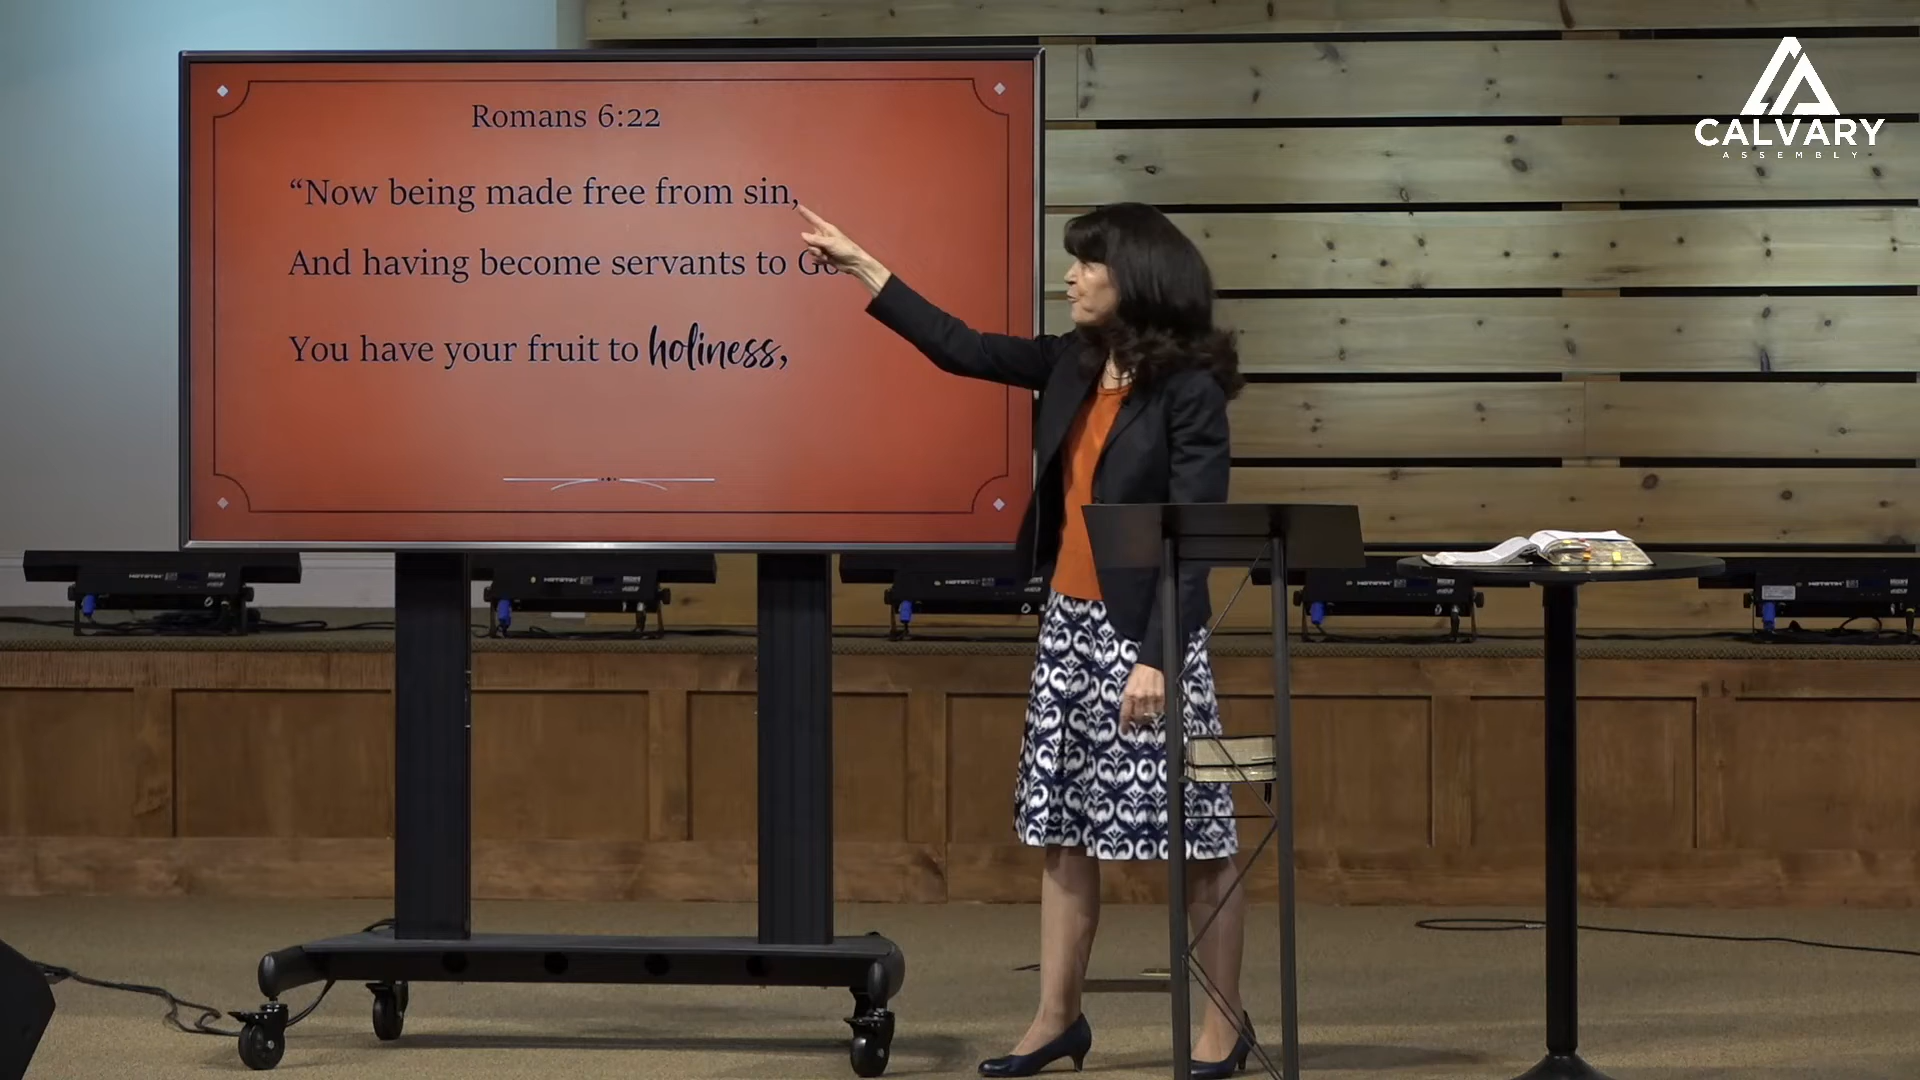 Romans 6:22
“Now being made free from sin,
And having become servants to
You have your fruit to holiness,
CALVARY
ASSEMBLY